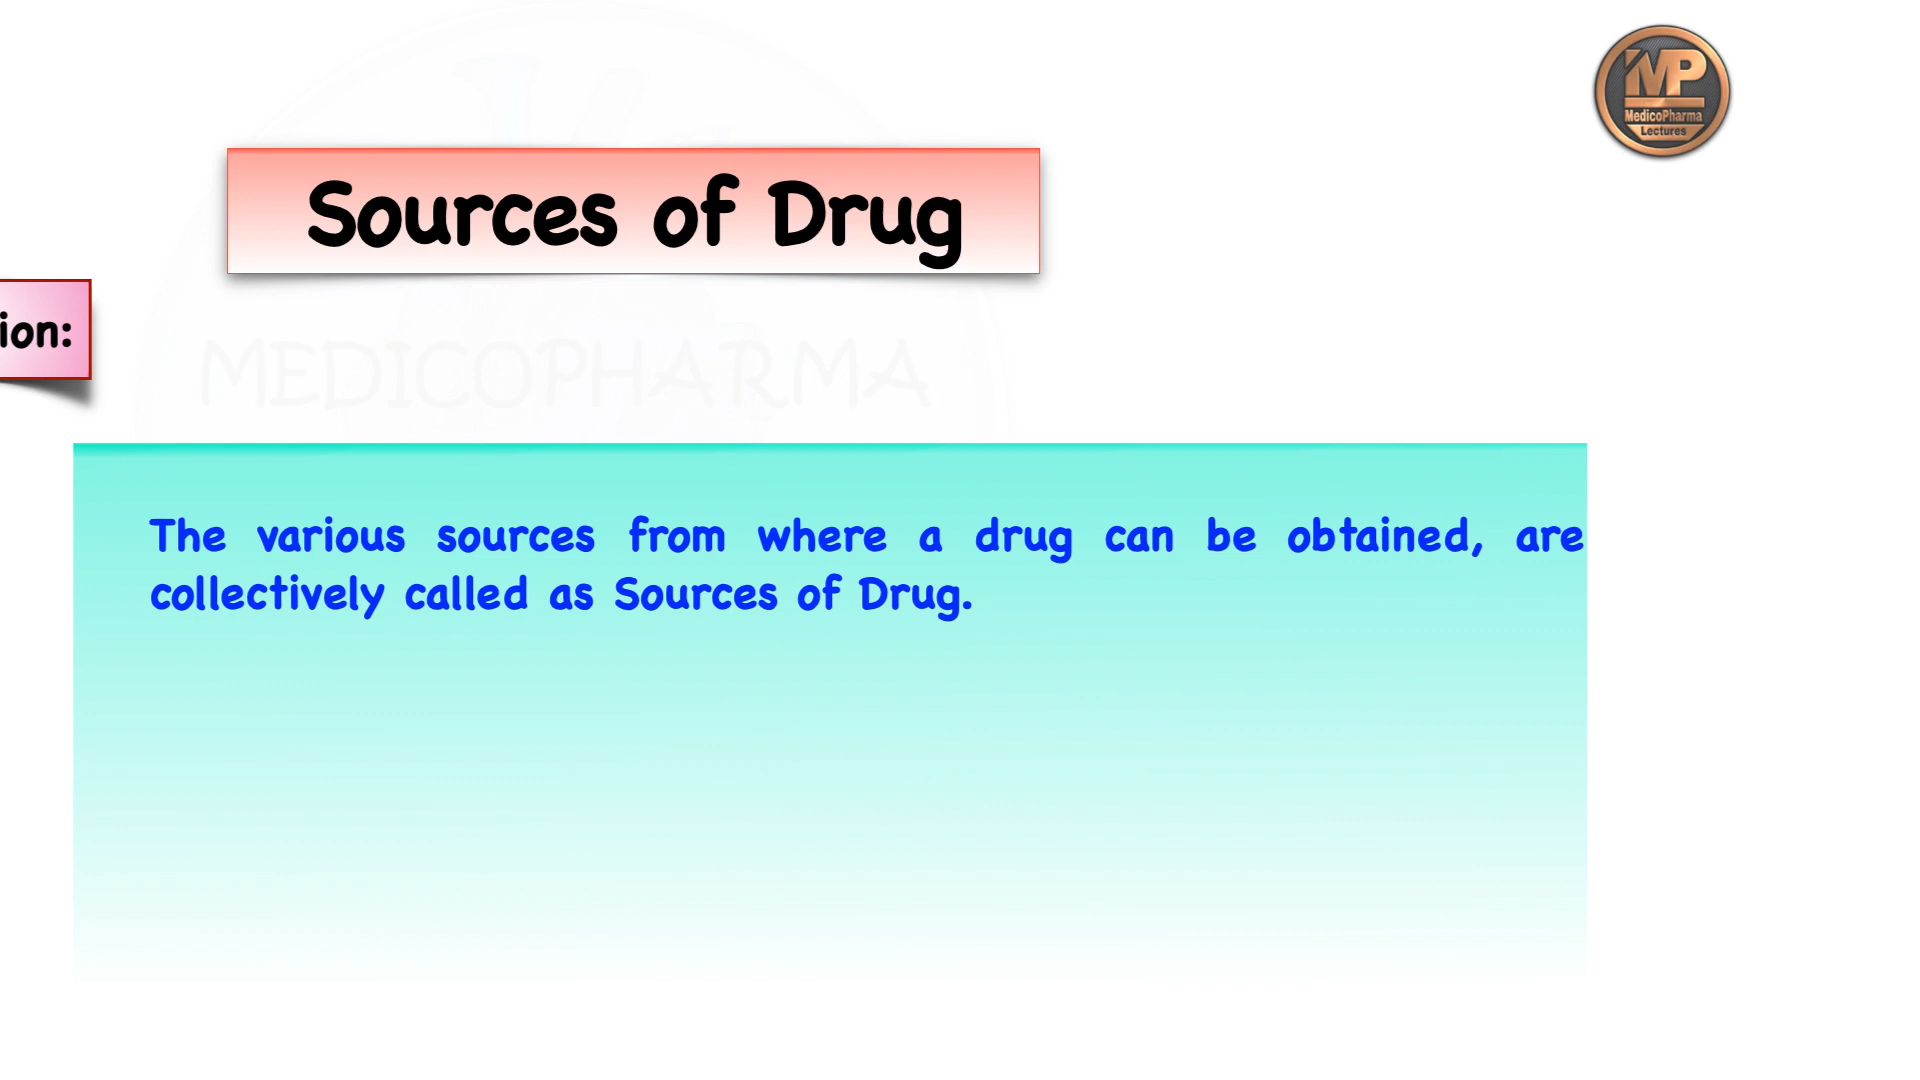 MP
MedicoPharma
Lectures
Sources of Drug
ion:
MEDICOPHARMA
The various sources from where a drug can be obtained, are
collectively called as Sources of Drug.